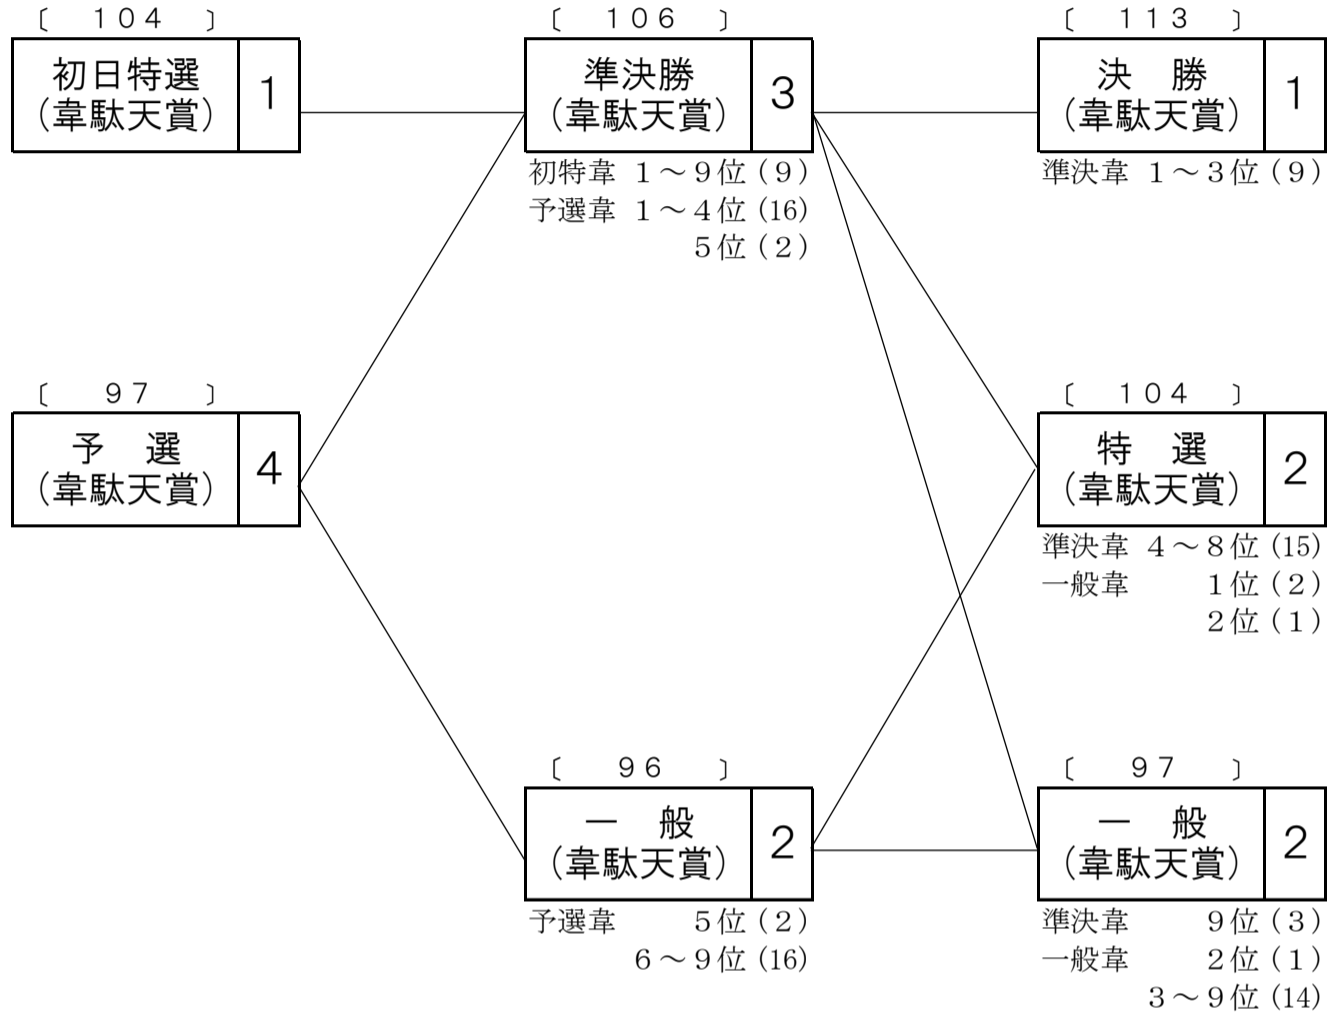 〔 104 〕
初日特選
(韋駄天賞)
1
〔 106 〕
準決勝
(韋駄天賞)
3
初特韋 1～9位(9)
予選韋 1～4位(16)
5位(2)
〔 113 〕
決 勝
(韋駄天賞)
1
準決韋 1～3位(9)
〔 97 〕
予 選
(韋駄天賞)
4
〔 104 〕
特 選
(韋駄天賞)
2
準決韋 4～8位(15)
一般韋 1位(2)
2位(1)
〔 96 〕
一 般
(韋駄天賞)
2
予選韋 5位(2)
6～9位(16)
〔 97 〕
一 般
(韋駄天賞)
2
準決韋 9位(3)
一般韋 2位(1)
3～9位(14)